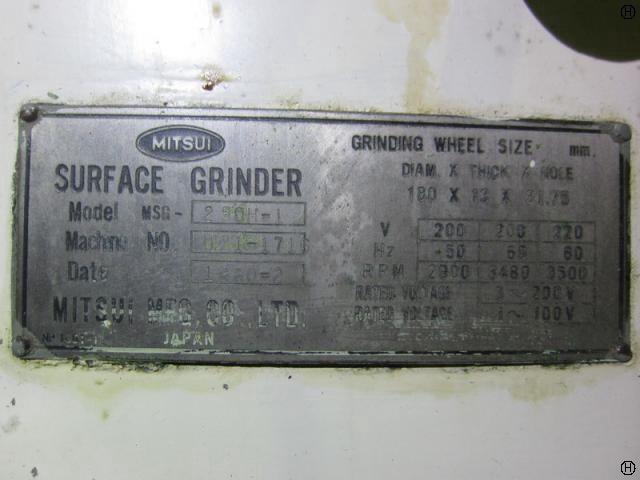 MITSUI
SURFACE GRINDER
Model MSG-
Machine NO.
Date
MITSUI MFG. CO., LTD.
JAPAN
GRINDING WHEEL SIZE mm.
DIAM. X THICK X HOLE
180 X 13 X 31.75
V 200 200 220
Hz 50 60 60
RPM 2900 3480 3500
RATED VOLTAGE 3~ 200V
RATED VOLTAGE 1~ 100V
H
H